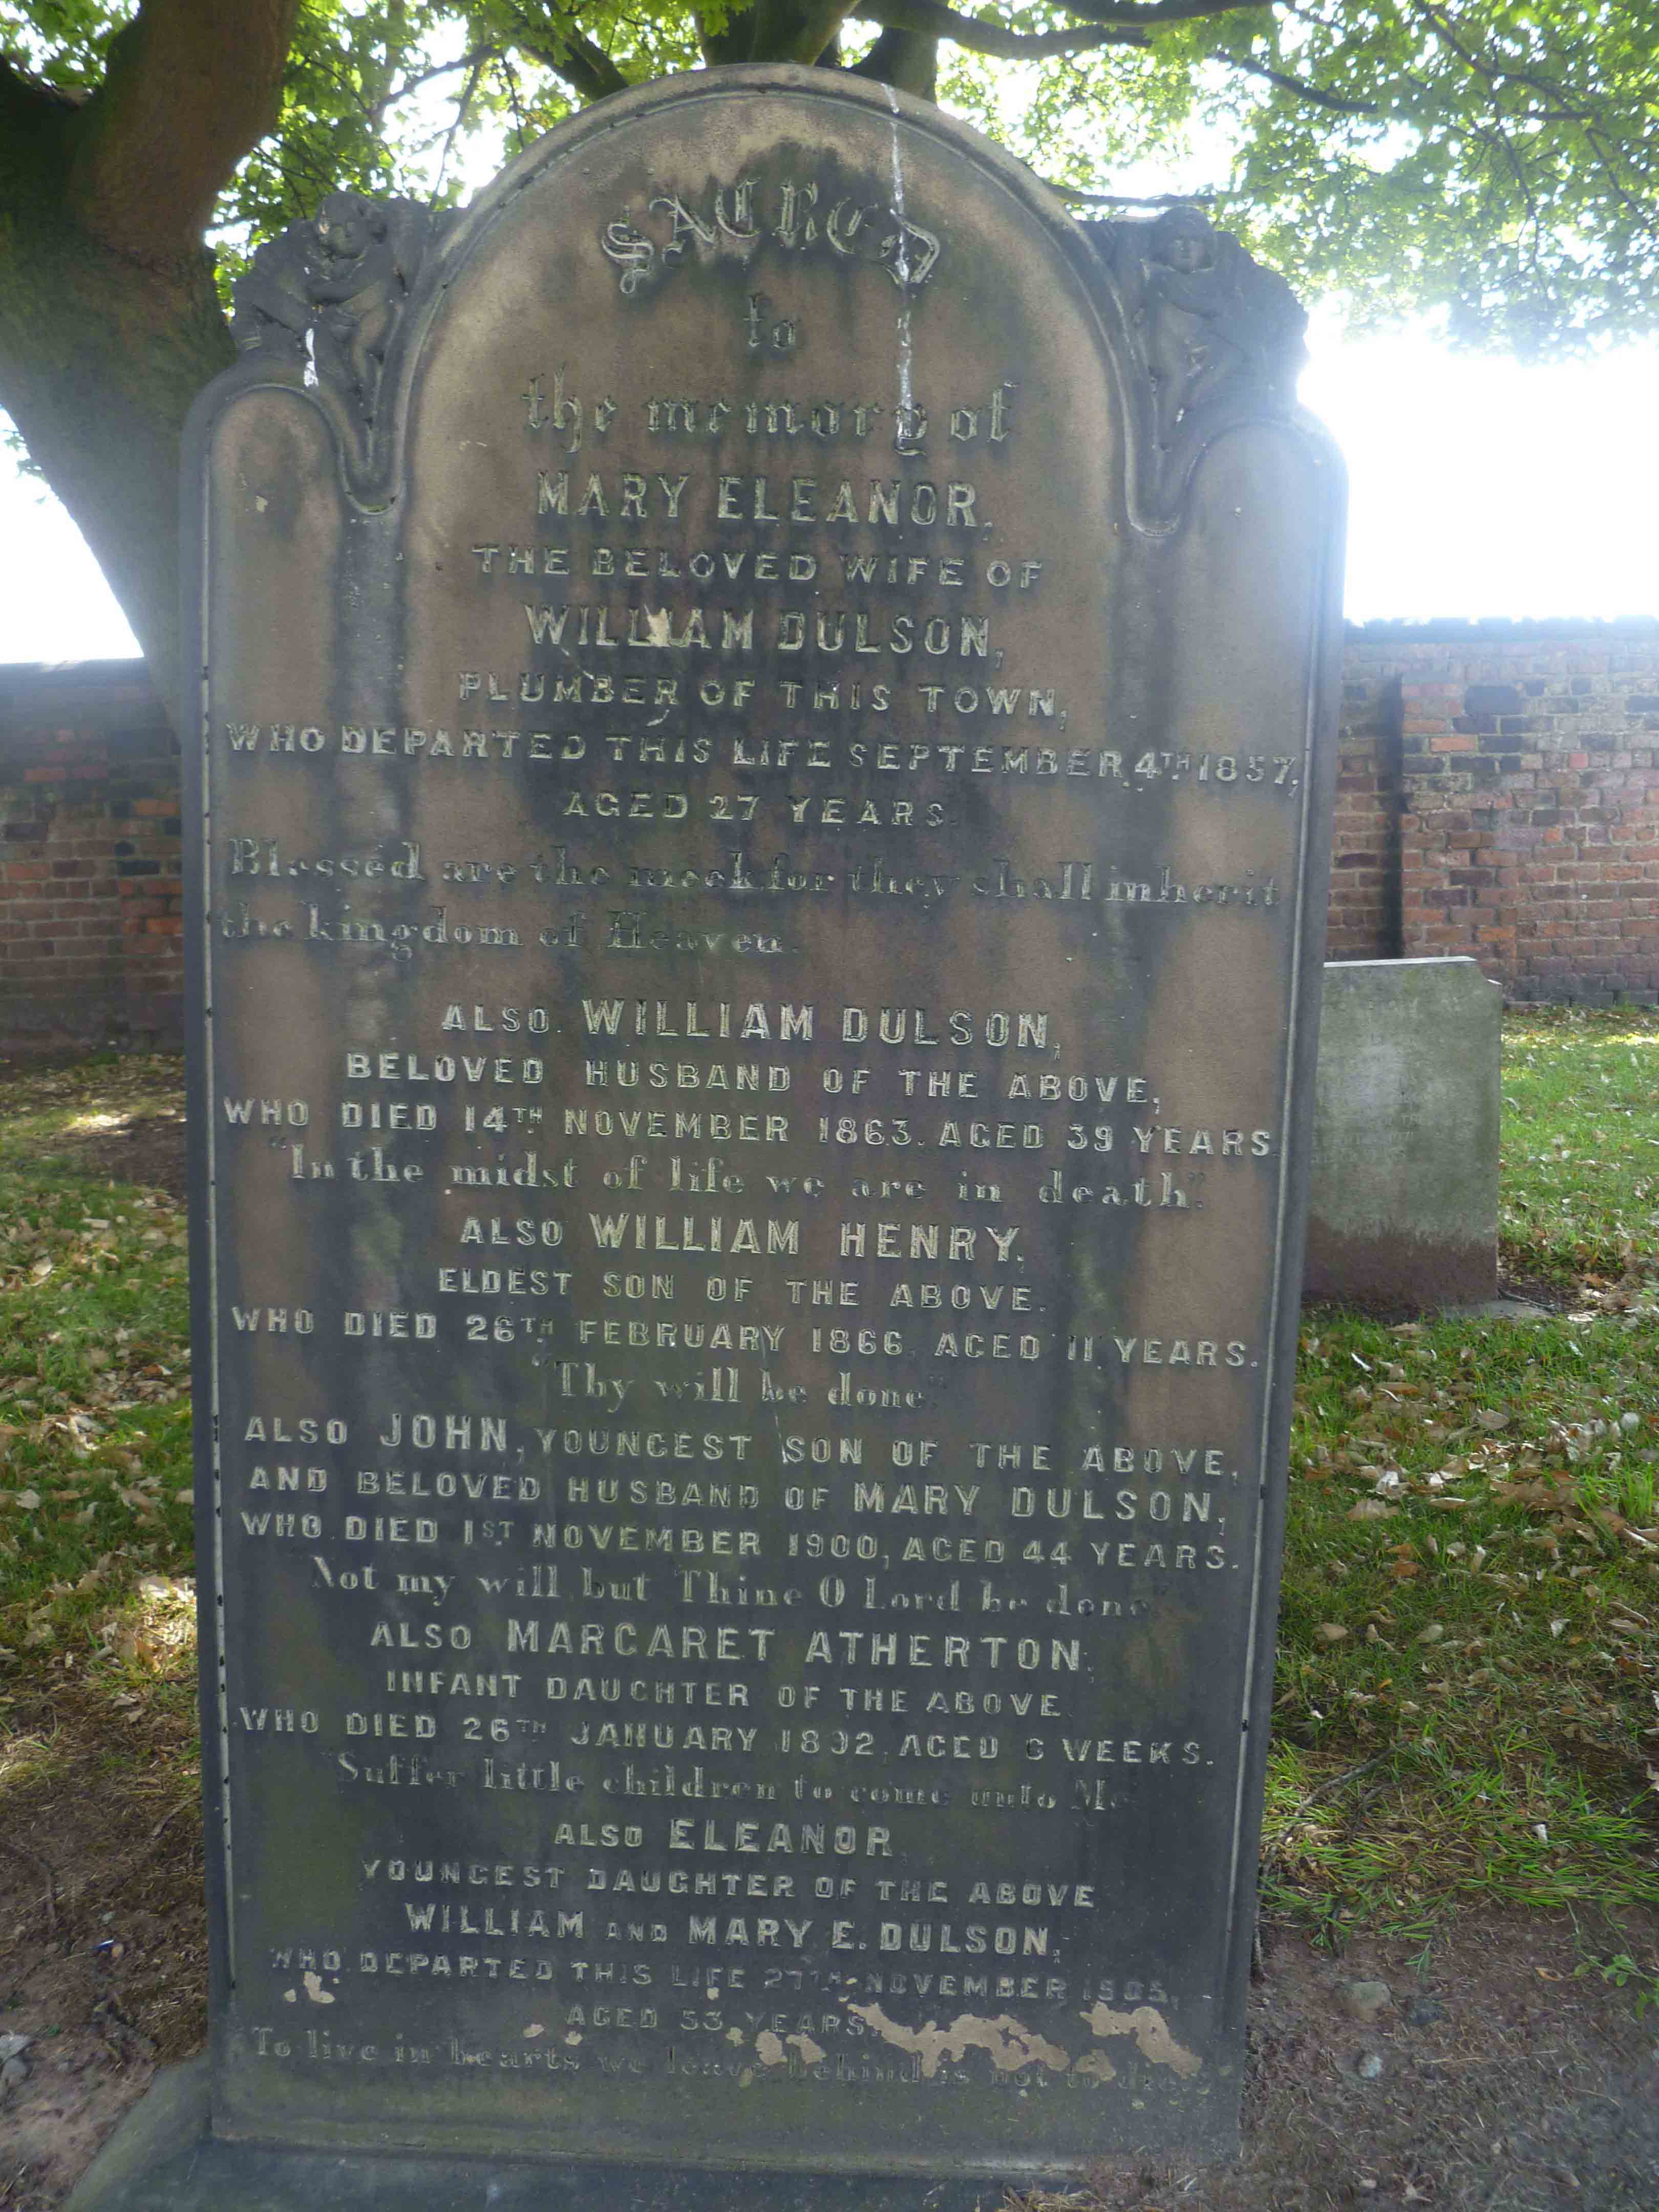 SACRED
to
the memory of
MARY ELEANOR,
THE BELOVED WIFE OF
WILLIAM DULSON,
PLUMBER OF THIS TOWN,
WHO DEPARTED THIS LIFE SEPTEMBER 4TH 1857,
AGED 27 YEARS.
Blessed are the meek for they shall inherit
the kingdom of Heaven.
ALSO WILLIAM DULSON,
BELOVED HUSBAND OF THE ABOVE,
WHO DIED 14TH NOVEMBER 1863. AGED 39 YEARS
"In the midst of life we are in death."
ALSO WILLIAM HENRY.
ELDEST SON OF THE ABOVE.
WHO DIED 26TH FEBRUARY 1866. AGED 11 YEARS.
"Thy will be done"
ALSO JOHN, YOUNGEST SON OF THE ABOVE,
AND BELOVED HUSBAND OF MARY DULSON,
WHO DIED 1ST NOVEMBER 1900, AGED 44 YEARS.
Not my will, but Thine O Lord be done
ALSO MARGARET ATHERTON,
INFANT DAUGHTER OF THE ABOVE
WHO DIED 26TH JANUARY 1892, AGED WEEKS.
"Suffer little children to come unto Me
ALSO ELEANOR,
YOUNGEST DAUGHTER OF THE ABOVE
WILLIAM AND MARY E. DULSON,
WHO DEPARTED THIS LIFE 27TH NOVEMBER 1905,
AGED 53 YEARS.
To live in hearts we leave behind is not to die